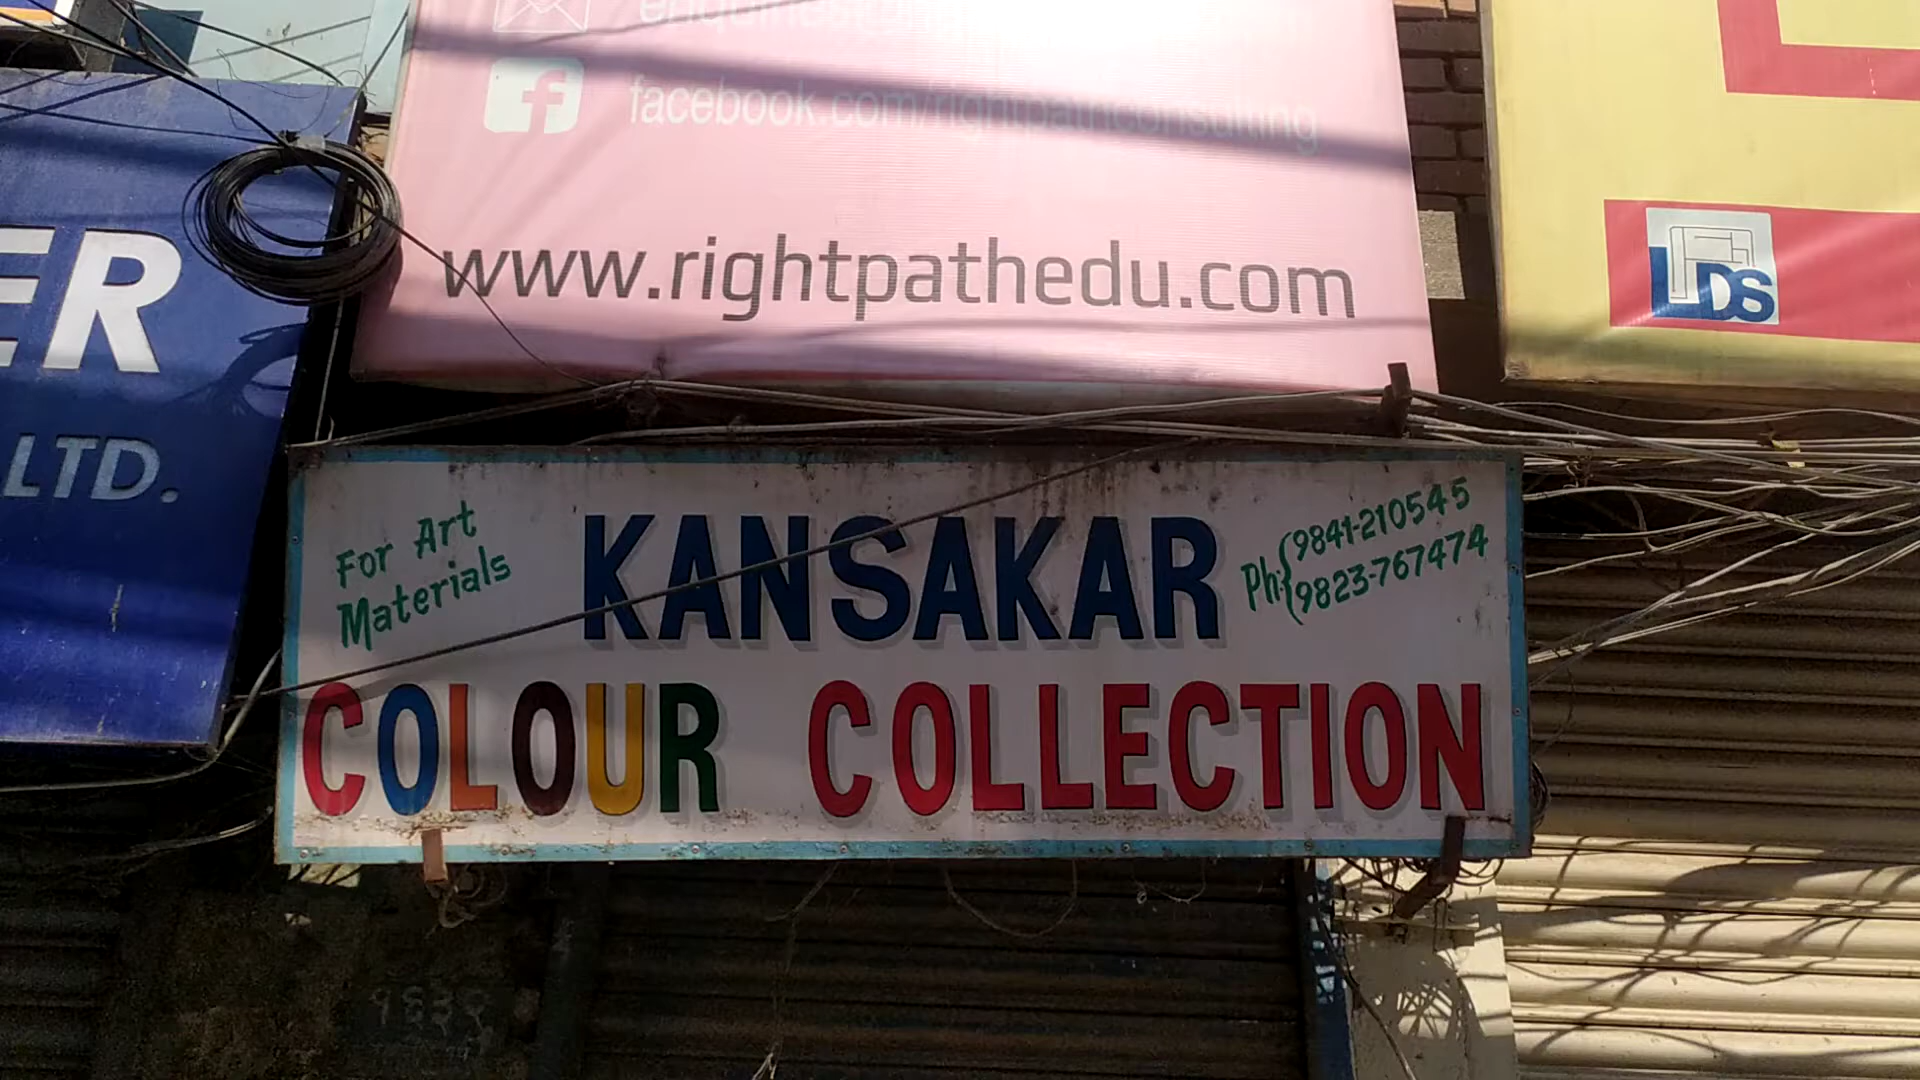 facebook.com/rightpathconsulting
www.rightpathedu.com
ER
LTD.
LDS
For Art
Materials
KANSAKAR
Ph:
9841-210545
9823-767474
COLOUR COLLECTION